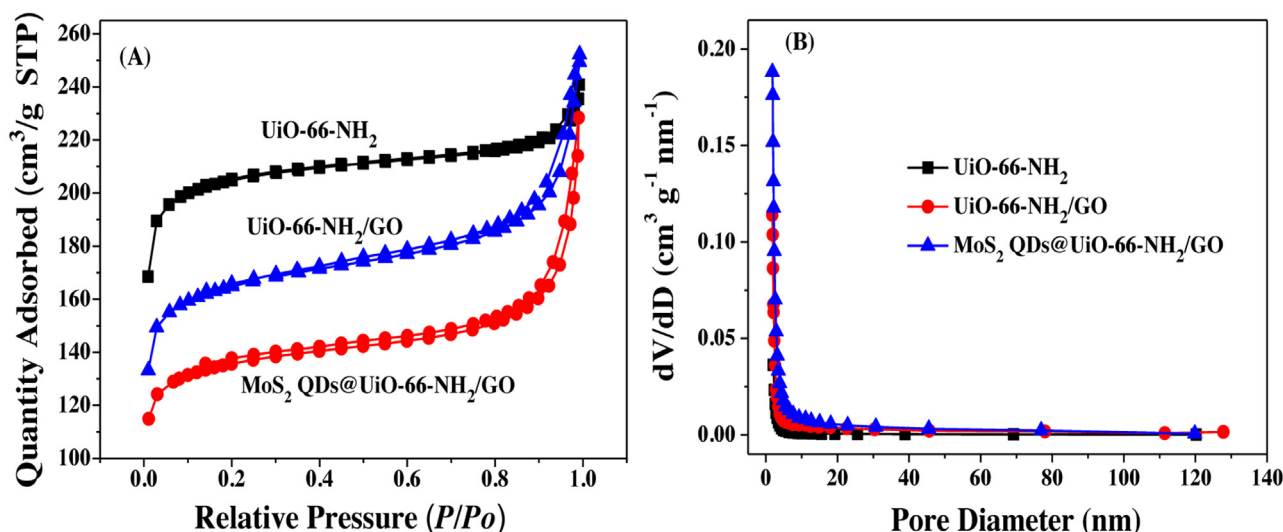 (A)
Quantity Adsorbed (cm³/g STP)
260
240
220
200
180
160
140
120
100
UiO-66-NH₂
UiO-66-NH₂/GO
MoS₂ QDs@UiO-66-NH₂/GO
0.0 0.2 0.4 0.6 0.8 1.0
Relative Pressure (P/Po)
(B)
dV/dD (cm³ g⁻¹ nm⁻¹)
0.20
0.15
0.10
0.05
0.00
UiO-66-NH₂
UiO-66-NH₂/GO
MoS₂ QDs@UiO-66-NH₂/GO
0 20 40 60 80 100 120 140
Pore Diameter (nm)